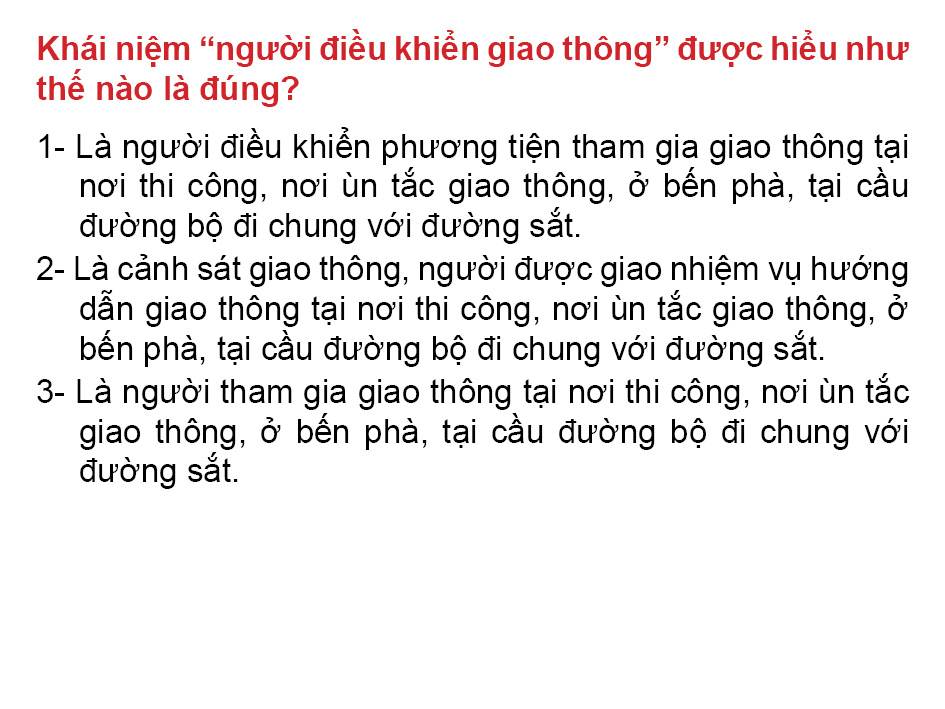 Khái niệm “người điều khiển giao thông” được hiểu như
thế nào là đúng?
1- Là người điều khiển phương tiện tham gia giao thông tại
nơi thi công, nơi ùn tắc giao thông, ở bến phà, tại cầu
đường bộ đi chung với đường sắt.
2- Là cảnh sát giao thông, người được giao nhiệm vụ hướng
dẫn giao thông tại nơi thi công, nơi ùn tắc giao thông, ở
bến phà, tại cầu đường bộ đi chung với đường sắt.
3- Là người tham gia giao thông tại nơi thi công, nơi ùn tắc
giao thông, ở bến phà, tại cầu đường bộ đi chung với
đường sắt.